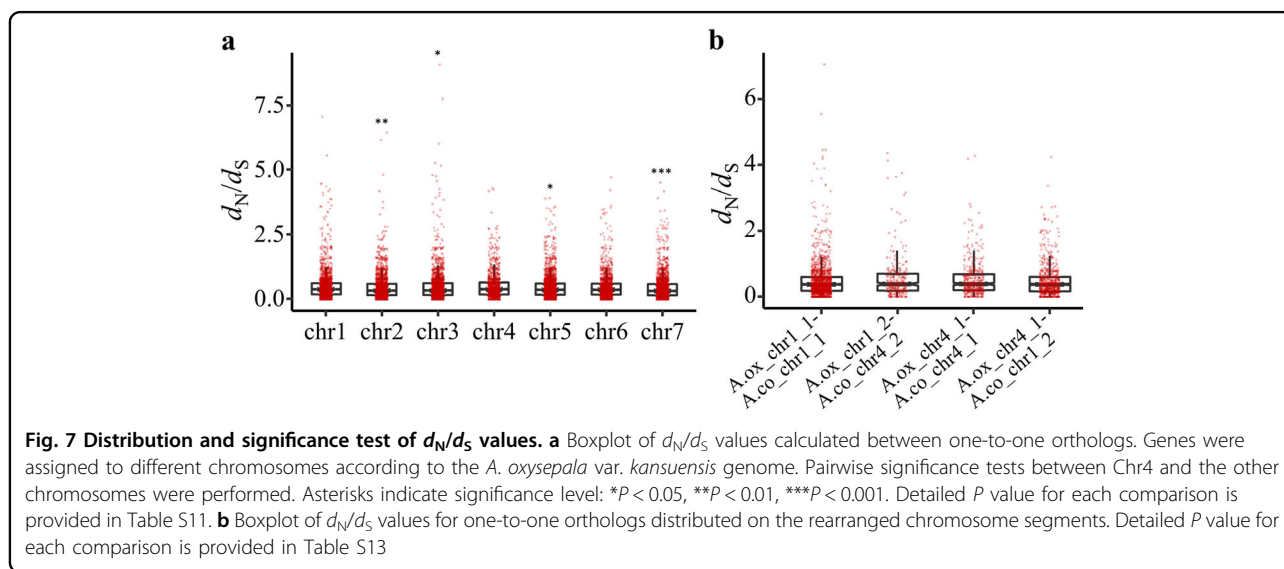 a
*
**
*
***
7.5
5.0
2.5
0.0
dN/dS
chr1 chr2 chr3 chr4 chr5 chr6 chr7
b
6
4
2
0
dN/dS
A.ox_chr1_1-
A.co_chr1_1
A.ox_chr1_2-
A.co_chr4_2
A.ox_chr4_1-
A.co_chr4_1
A.ox_chr4_1-
A.co_chr1_2
Fig. 7 Distribution and significance test of dN/dS values. a Boxplot of dN/dS values calculated between one-to-one orthologs. Genes were
assigned to different chromosomes according to the A. oxysepala var. kansuensis genome. Pairwise significance tests between Chr4 and the other
chromosomes were performed. Asterisks indicate significance level: *P < 0.05, **P < 0.01, ***P < 0.001. Detailed P value for each comparison is
provided in Table S11. b Boxplot of dN/dS values for one-to-one orthologs distributed on the rearranged chromosome segments. Detailed P value for
each comparison is provided in Table S13